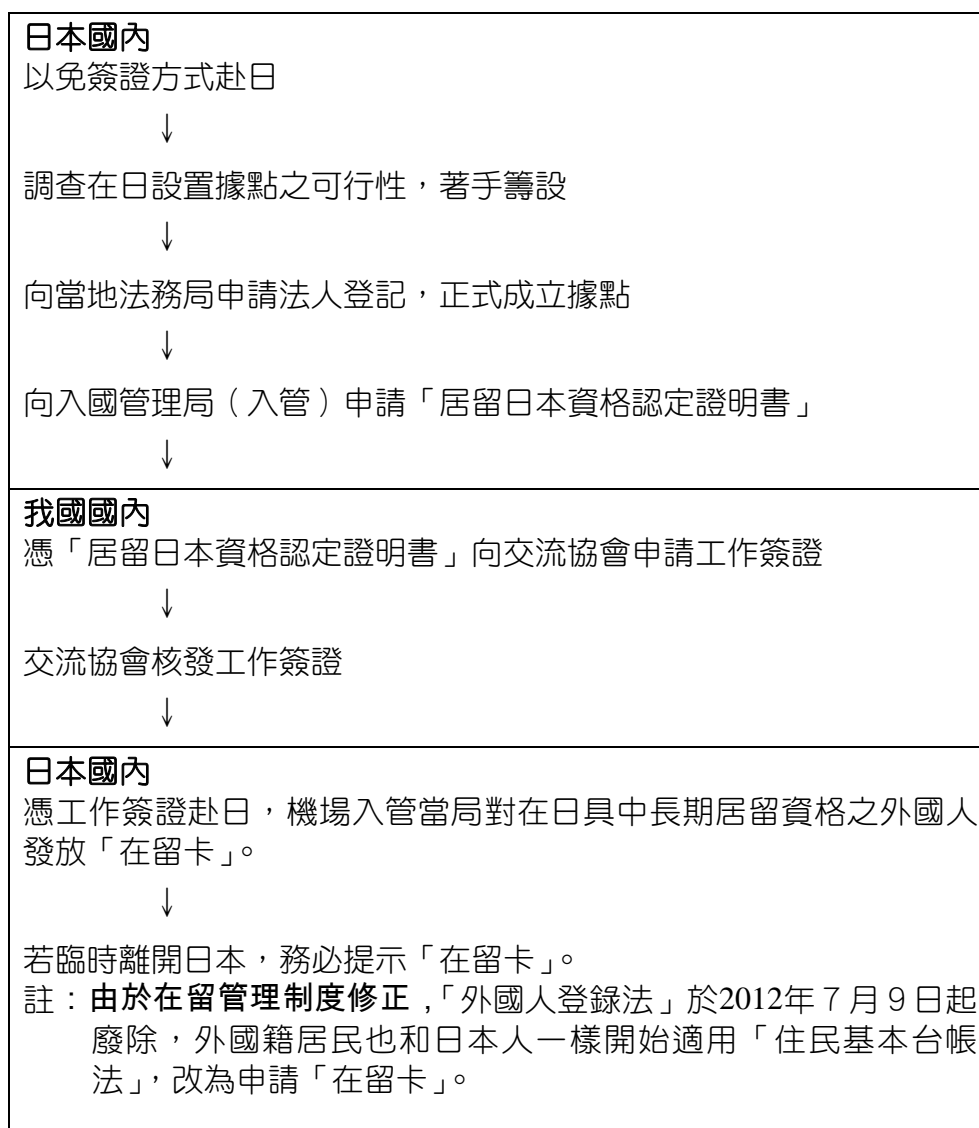 日本國內
以免簽證方式赴日
↓
調查在日設置據點之可行性，著手籌設
↓
向當地法務局申請法人登記，正式成立據點
↓
向入國管理局（入管）申請「居留日本資格認定證明書」
↓
我國國內
憑「居留日本資格認定證明書」向交流協會申請工作簽證
↓
交流協會核發工作簽證
↓
日本國內
憑工作簽證赴日，機場入管當局對在日具中長期居留資格之外國人
發放「在留卡」。
↓
若臨時離開日本，務必提示「在留卡」。
註：由於在留管理制度修正，「外國人登錄法」於2012年７月９日起
廢除，外國籍居民也和日本人一樣開始適用「住民基本台帳
法」，改為申請「在留卡」。